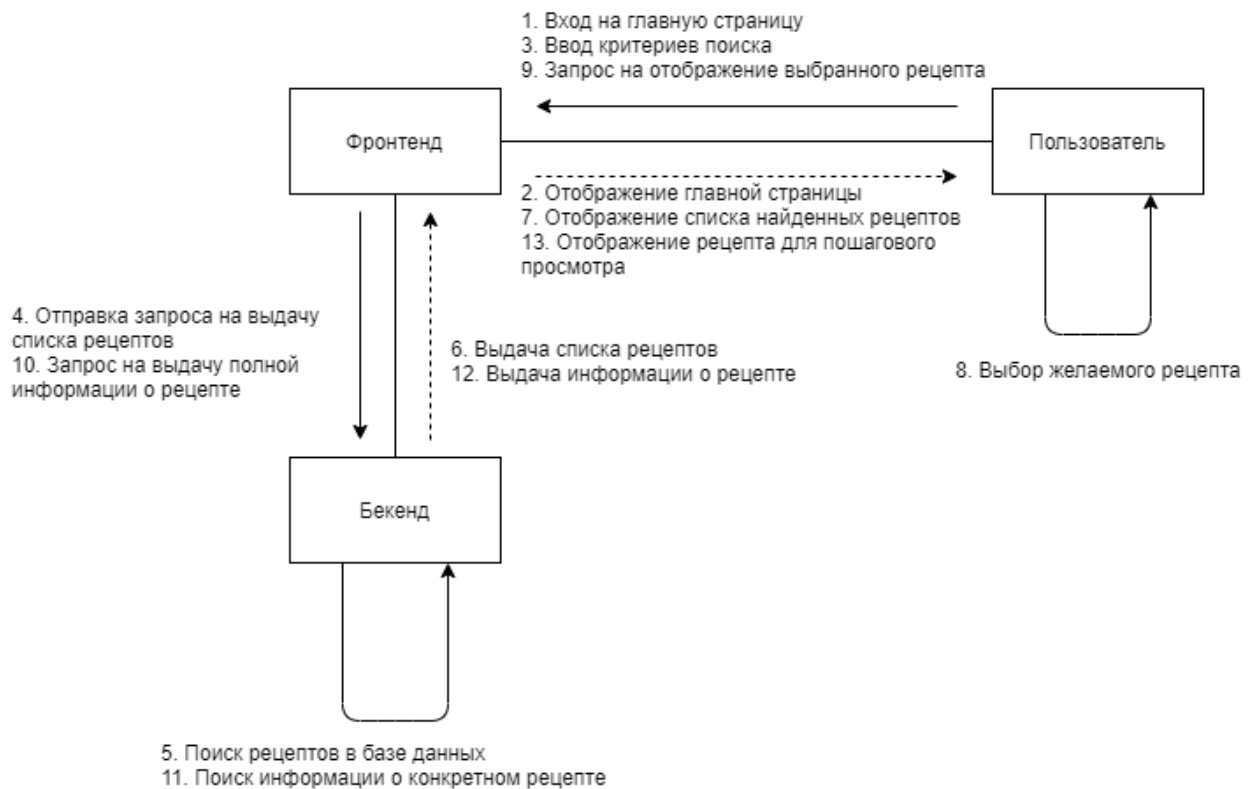 1. Вход на главную страницу
3. Ввод критериев поиска
9. Запрос на отображение выбранного рецепта
Фронтенд
Пользователь
2. Отображение главной страницы
7. Отображение списка найденных рецептов
13. Отображение рецепта для пошагового
просмотра
4. Отправка запроса на выдачу
списка рецептов
10. Запрос на выдачу полной
информации о рецепте
6. Выдача списка рецептов
12. Выдача информации о рецепте
8. Выбор желаемого рецепта
Бекенд
5. Поиск рецептов в базе данных
11. Поиск информации о конкретном рецепте